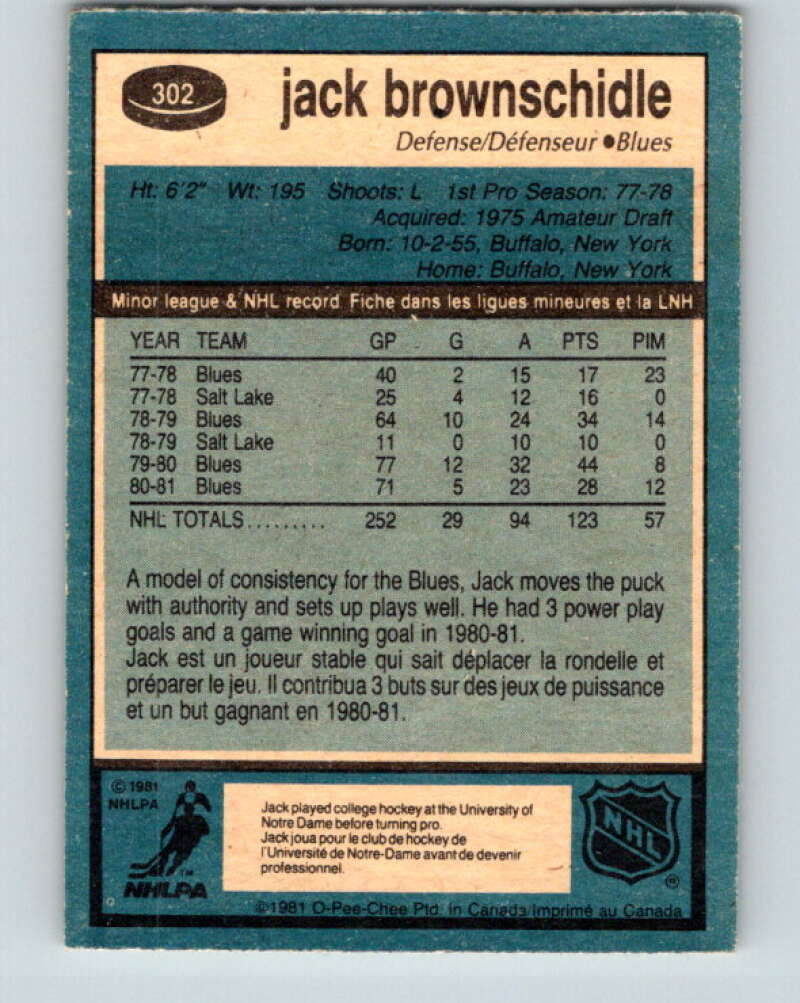 302
jack brownschidle
Defense/Défenseur ●Blues
Ht: 6'2" Wt: 195 Shoots: L 1st Pro Season: 77-78
Acquired: 1975 Amateur Draft
Born: 10-2-55, Buffalo, New York
Home: Buffalo, New York
Minor league & NHL record Fiche dans les ligues mineures et la LNH
YEAR TEAM GP G A PTS PIM
77-78 Blues 40 2 15 17 23
77-78 Salt Lake 25 4 12 16 0
78-79 Blues 64 10 24 34 14
78-79 Salt Lake 11 0 10 10 0
79-80 Blues 77 12 32 44 8
80-81 Blues 71 5 23 28 12
NHL TOTALS......... 252 29 94 123 57
A model of consistency for the Blues, Jack moves the puck
with authority and sets up plays well. He had 3 power play
goals and a game winning goal in 1980-81.
Jack est un joueur stable qui sait déplacer la rondelle et
préparer le jeu. Il contribua 3 buts sur des jeux de puissance
et un but gagnant en 1980-81.
© 1981
NHLPA
TM
NHLPA
Jack played college hockey at the University of
Notre Dame before turning pro.
Jack joua pour le club de hockey de
l'Université de Notre-Dame avant de devenir
professionnel.
NHL
®
©1981 O-Pee-Chee Ptd. in Canada/Imprimé au Canada